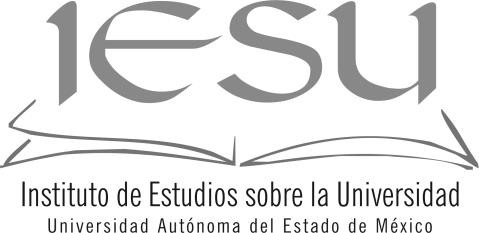 IESU
Instituto de Estudios sobre la Universidad
Universidad Autónoma del Estado de México